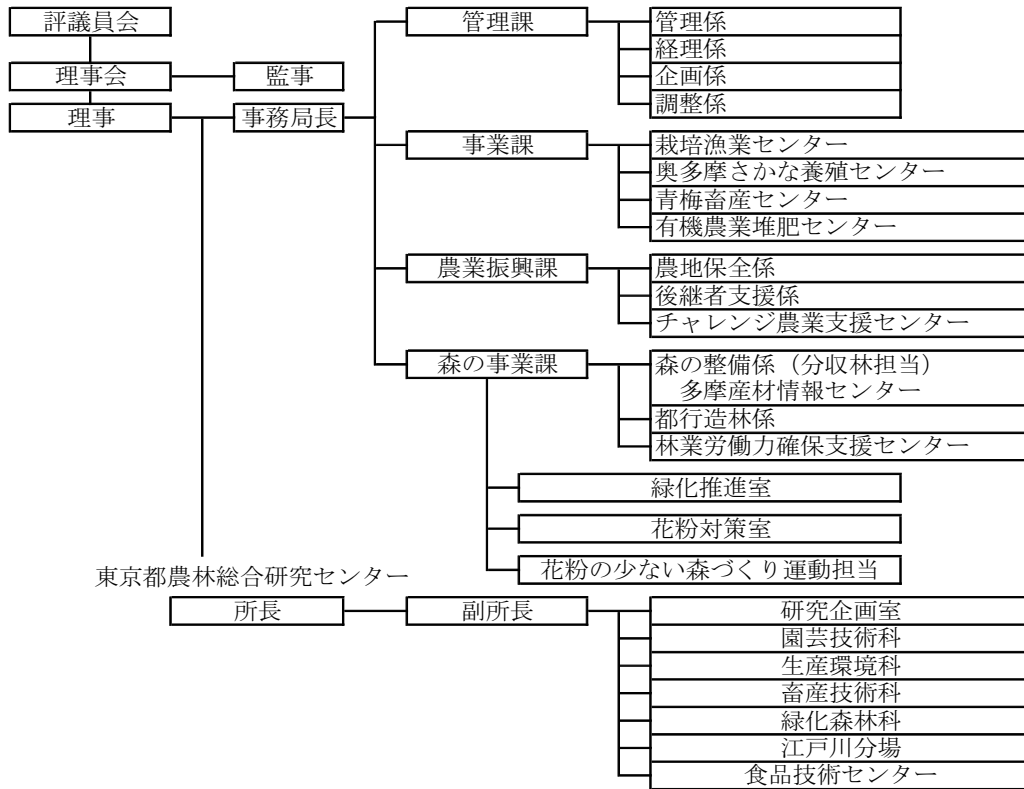 評議員会
理事会
監事
理事
事務局長
管理課
管理係
経理係
企画係
調整係
事業課
栽培漁業センター
奥多摩さかな養殖センター
青梅畜産センター
有機農業堆肥センター
農業振興課
農地保全係
後継者支援係
チャレンジ農業支援センター
森の事業課
森の整備係（分収林担当）
多摩産材情報センター
都行造林係
林業労働力確保支援センター
緑化推進室
花粉対策室
花粉の少ない森づくり運動担当
東京都農林総合研究センター
所長
副所長
研究企画室
園芸技術科
生産環境科
畜産技術科
緑化森林科
江戸川分場
食品技術センター